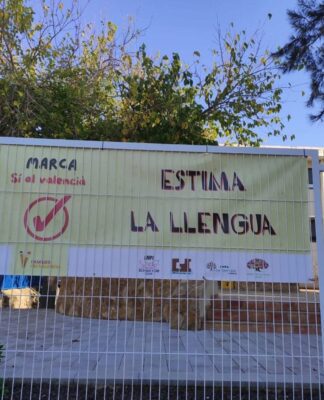 MARCA
Sí al valencià
ESTIMA
LA LLENGUA